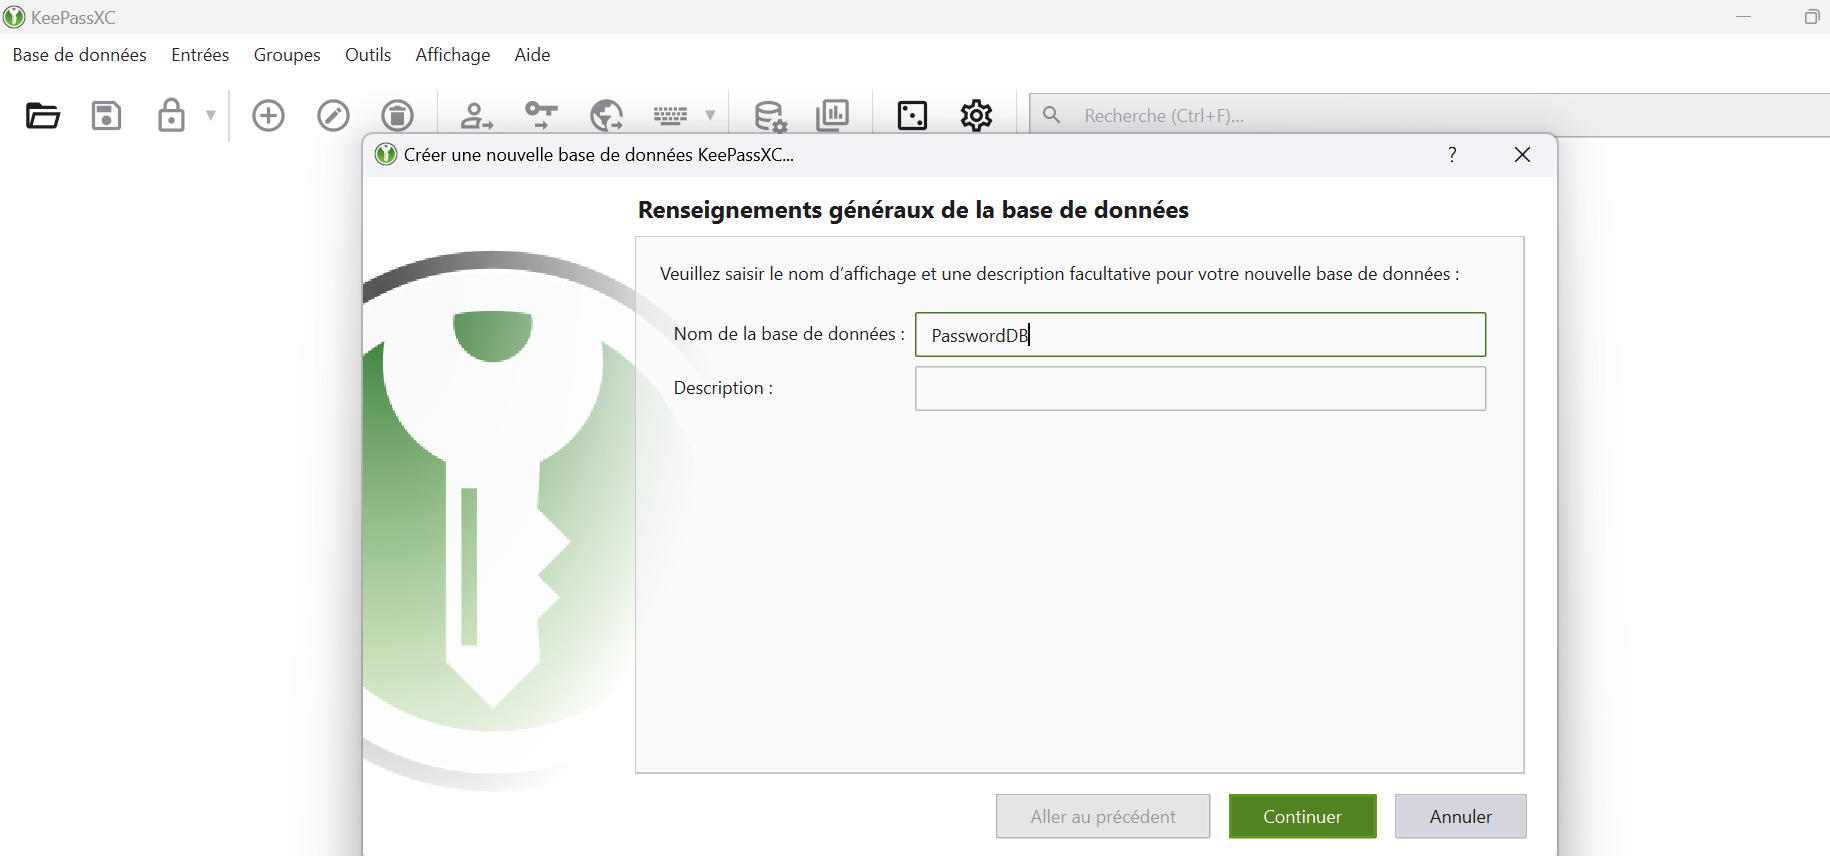 KeePassXC
Base de données Entrées Groupes Outils Affichage Aide
Recherche (Ctrl+F)...
Créer une nouvelle base de données KeePassXC... ?
Renseignements généraux de la base de données
Veuillez saisir le nom d'affichage et une description facultative pour votre nouvelle base de données :
Nom de la base de données : PasswordDB
Description :
Aller au précédent Continuer Annuler